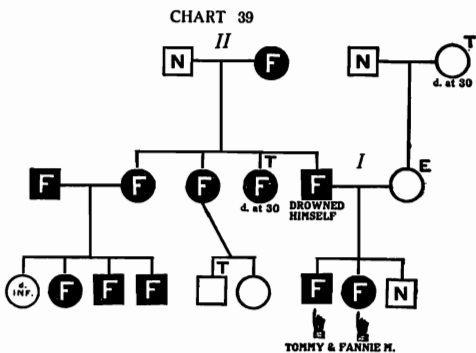 CHART 39
II
N F N T
d. at 30
T I E
F F F F F
d. at 30 DROWNED
HIMSELF
T
d.
INF. F F F F F N
TOMMY & FANNIE M.